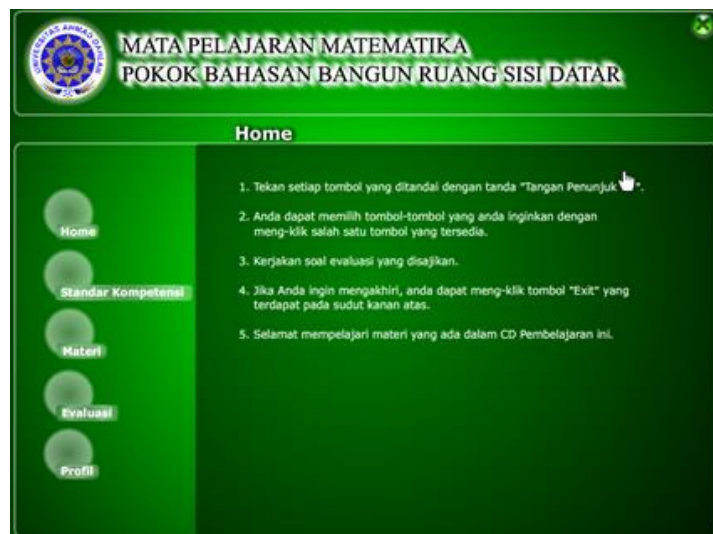 UNIVERSITAS AHMAD DAHLAN
MATA PELAJARAN MATEMATIKA
POKOK BAHASAN BANGUN RUANG SISI DATAR
Home
Home
Standar Kompetensi
Materi
Evaluasi
Profil
1. Tekan setiap tombol yang ditandai dengan tanda "Tangan Penunjuk ".
2. Anda dapat memilih tombol-tombol yang anda inginkan dengan
meng-klik salah satu tombol yang tersedia.
3. Kerjakan soal evaluasi yang disajikan.
4. Jika Anda ingin mengakhiri, anda dapat meng-klik tombol "Exit" yang
terdapat pada sudut kanan atas.
5. Selamat mempelajari materi yang ada dalam CD Pembelajaran ini.